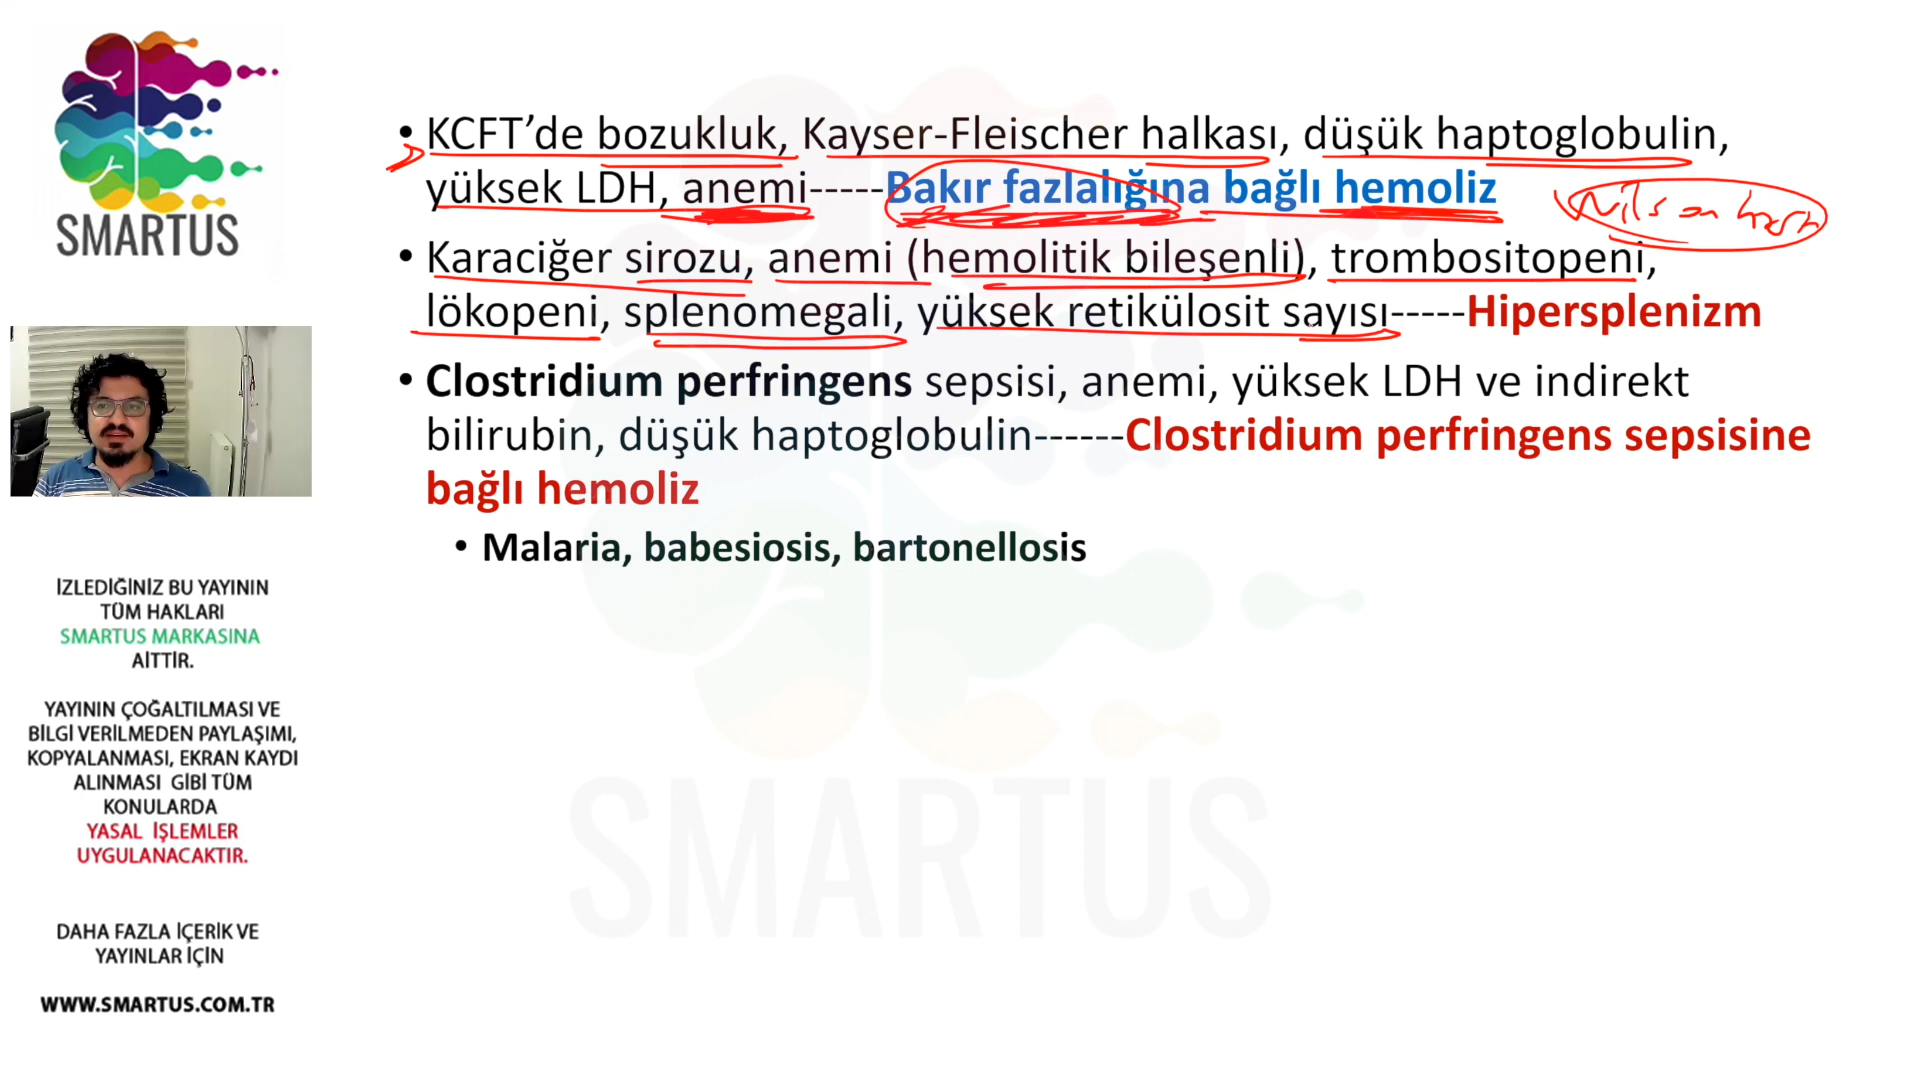 SMARTUS
• KCFT’de bozukluk, Kayser-Fleischer halkası, düşük haptoglobulin,
yüksek LDH, anemi-----Bakır fazlalığına bağlı hemoliz
• Karaciğer sirozu, anemi (hemolitik bileşenli), trombositopeni,
lökopeni, splenomegali, yüksek retikülosit sayısı-----Hipersplenizm
• Clostridium perfringens sepsisi, anemi, yüksek LDH ve indirekt
bilirubin, düşük haptoglobulin------Clostridium perfringens sepsisine
bağlı hemoliz
• Malaria, babesiosis, bartonellosis
İZLEDİĞİNİZ BU YAYININ
TÜM HAKLARI
SMARTUS MARKASINA
AİTTİR.
YAYININ ÇOĞALTILMASI VE
BİLGİ VERİLMEDEN PAYLAŞIMI,
KOPYALANMASI, EKRAN KAYDI
ALINMASI GİBİ TÜM
KONULARDA
YASAL İŞLEMLER
UYGULANACAKTIR.
DAHA FAZLA İÇERİK VE
YAYINLAR İÇİN
WWW.SMARTUS.COM.TR
SMARTUS